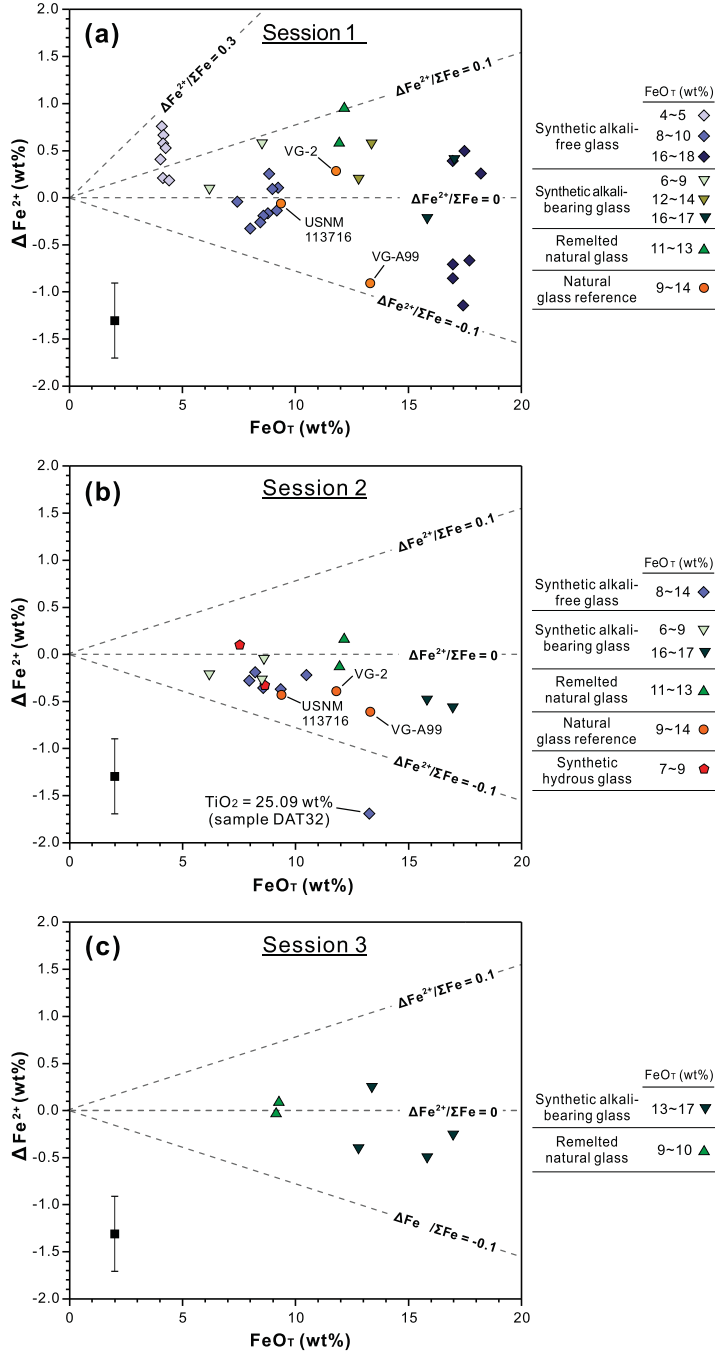 (a)
Session 1
ΔFe²⁺/ΣFe = 0.3
ΔFe²⁺/ΣFe = 0.1
VG-2
ΔFe²⁺/ΣFe = 0
USNM
113716
VG-A99
ΔFe²⁺/ΣFe = -0.1
2.0
1.5
1.0
0.5
0.0
-0.5
-1.0
-1.5
-2.0
ΔFe²⁺ (wt%)
0 5 10 15 20
FeOT (wt%)
FeOT (wt%)
Synthetic alkali-
free glass
4~5
8~10
16~18
Synthetic alkali-
bearing glass
6~9
12~14
16~17
Remelted
natural glass
11~13
Natural
glass reference
9~14
(b)
Session 2
ΔFe²⁺/ΣFe = 0.1
ΔFe²⁺/ΣFe = 0
VG-2
USNM
113716
VG-A99
ΔFe²⁺/ΣFe = -0.1
TiO2 = 25.09 wt%
(sample DAT32)
2.0
1.5
1.0
0.5
0.0
-0.5
-1.0
-1.5
-2.0
ΔFe²⁺ (wt%)
0 5 10 15 20
FeOT (wt%)
FeOT (wt%)
Synthetic alkali-
free glass
8~14
Synthetic alkali-
bearing glass
6~9
16~17
Remelted
natural glass
11~13
Natural
glass reference
9~14
Synthetic
hydrous glass
7~9
(c)
Session 3
ΔFe²⁺/ΣFe = 0.1
ΔFe²⁺/ΣFe = 0
ΔFe /ΣFe = -0.1
2.0
1.5
1.0
0.5
0.0
-0.5
-1.0
-1.5
-2.0
ΔFe²⁺ (wt%)
0 5 10 15 20
FeOT (wt%)
FeOT (wt%)
Synthetic alkali-
bearing glass
13~17
Remelted
natural glass
9~10